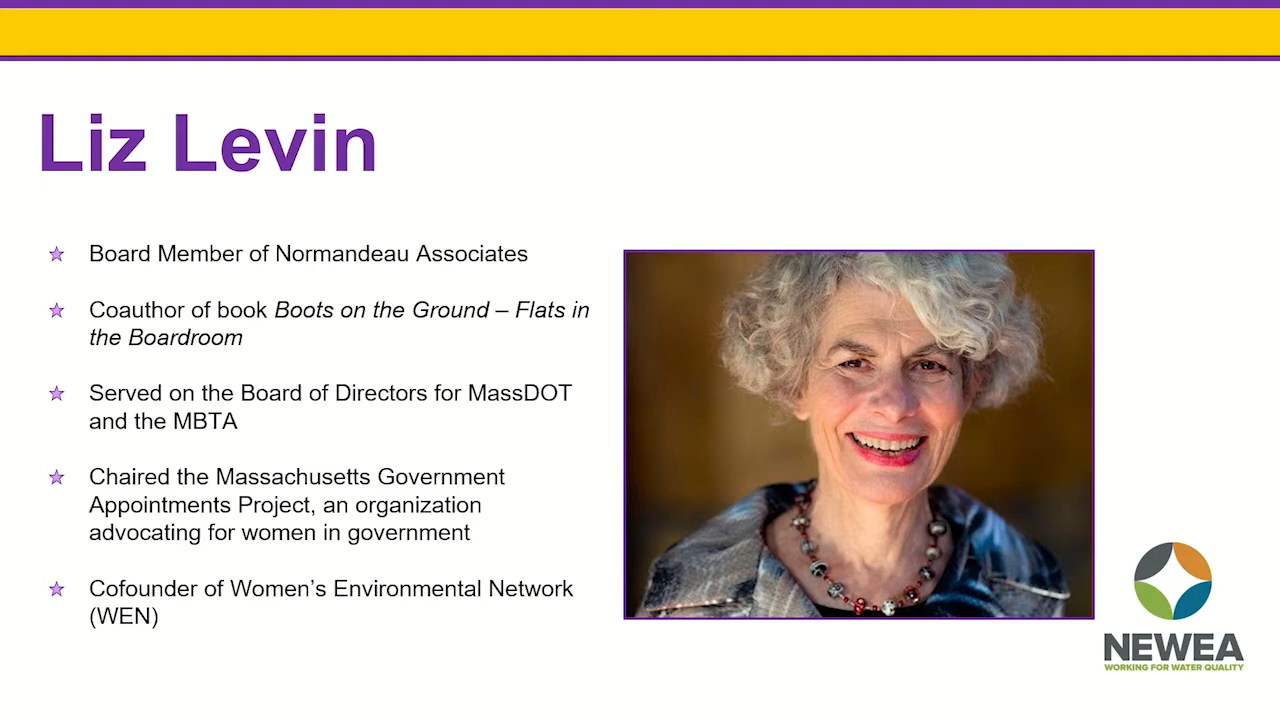 Liz Levin
Board Member of Normandeau Associates
Coauthor of book Boots on the Ground – Flats in
the Boardroom
Served on the Board of Directors for MassDOT
and the MBTA
Chaired the Massachusetts Government
Appointments Project, an organization
advocating for women in government
Cofounder of Women’s Environmental Network
(WEN)
NEWEA
WORKING FOR WATER QUALITY